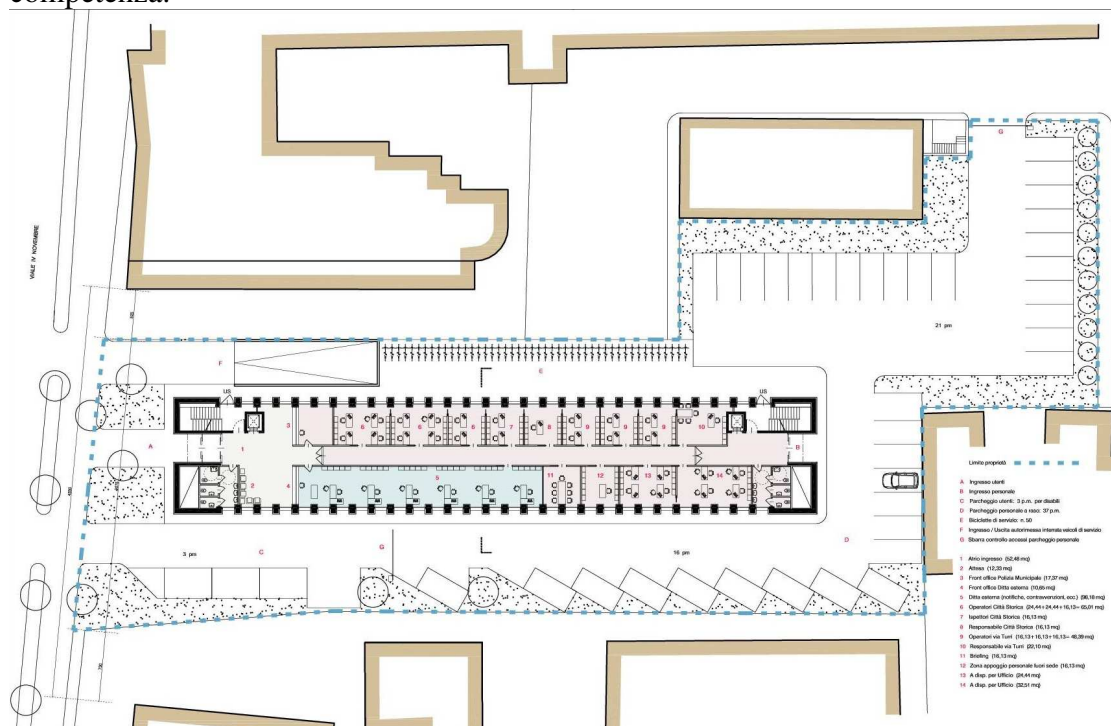 competenza.
VIALE IV NOVEMBRE
G
21 pm
F
E
US
US
3
6
6
6
7
8
9
9
9
10
A
1
B
2
4
5
11
12
13
14
3 pm
C
G
16 pm
D
Limite proprietà
A Ingresso utenti
B Ingresso personale
C Parcheggio utenti: 3 p.m. per disabili
D Parcheggio personale a raso: 37 p.m.
E Biciclette di servizio: n. 50
F Ingresso / Uscita autorimessa interrata veicoli di servizio
G Sbarra controllo accessi parcheggio personale
1 Atrio ingresso (52,48 mq)
2 Attesa (12,33 mq)
3 Front office Polizia Municipale (17,37 mq)
4 Front office Ditta esterna (10,65 mq)
5 Ditta esterna (notifiche, contravvenzioni, ecc.) (98,18 mq)
6 Operatori Città Storica (24,44 + 24,44 + 16,13 = 65,01 mq)
7 Ispettori Città Storica (16,13 mq)
8 Responsabile Città Storica (16,13 mq)
9 Operatori via Turri (16,13 + 16,13 + 16,13 = 48,39 mq)
10 Responsabile via Turri (22,10 mq)
11 Briefing (16,13 mq)
12 Zona appoggio personale fuori sede (16,13 mq)
13 A disp. per Ufficio (24,44 mq)
14 A disp. per Ufficio (32,51 mq)